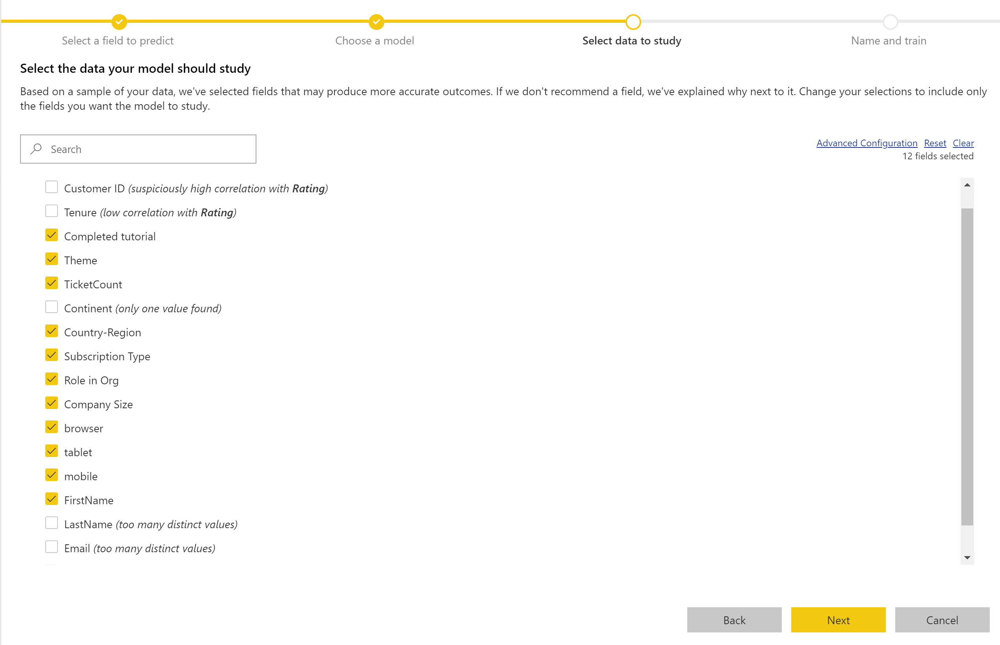 Select a field to predict
Choose a model
Select data to study
Name and train
Select the data your model should study
Based on a sample of your data, we've selected fields that may produce more accurate outcomes. If we don't recommend a field, we've explained why next to it. Change your selections to include only
the fields you want the model to study.
Search
Advanced Configuration Reset Clear
12 fields selected
Customer ID (suspiciously high correlation with Rating)
Tenure (low correlation with Rating)
Completed tutorial
Theme
TicketCount
Continent (only one value found)
Country-Region
Subscription Type
Role in Org
Company Size
browser
tablet
mobile
FirstName
LastName (too many distinct values)
Email (too many distinct values)
Back
Next
Cancel